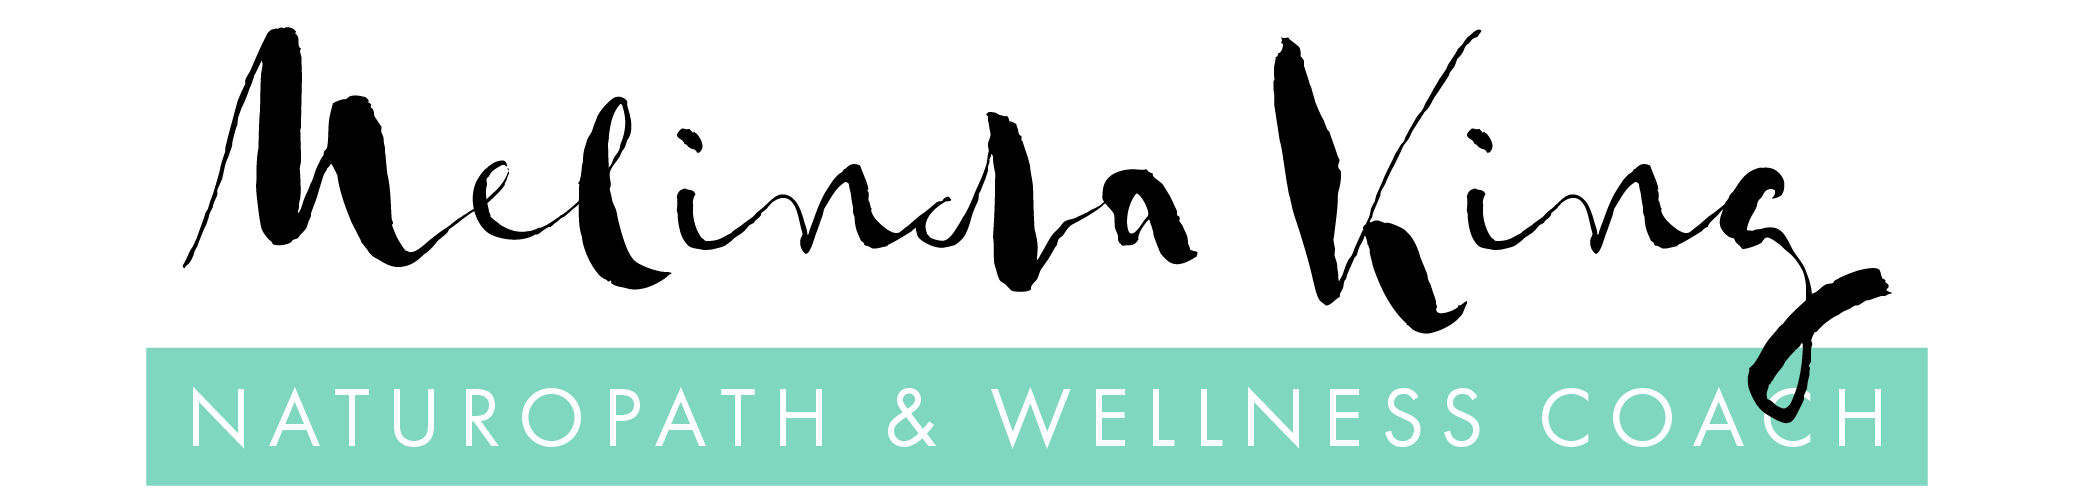 Melinda King
NATUROPATH & WELLNESS COACH